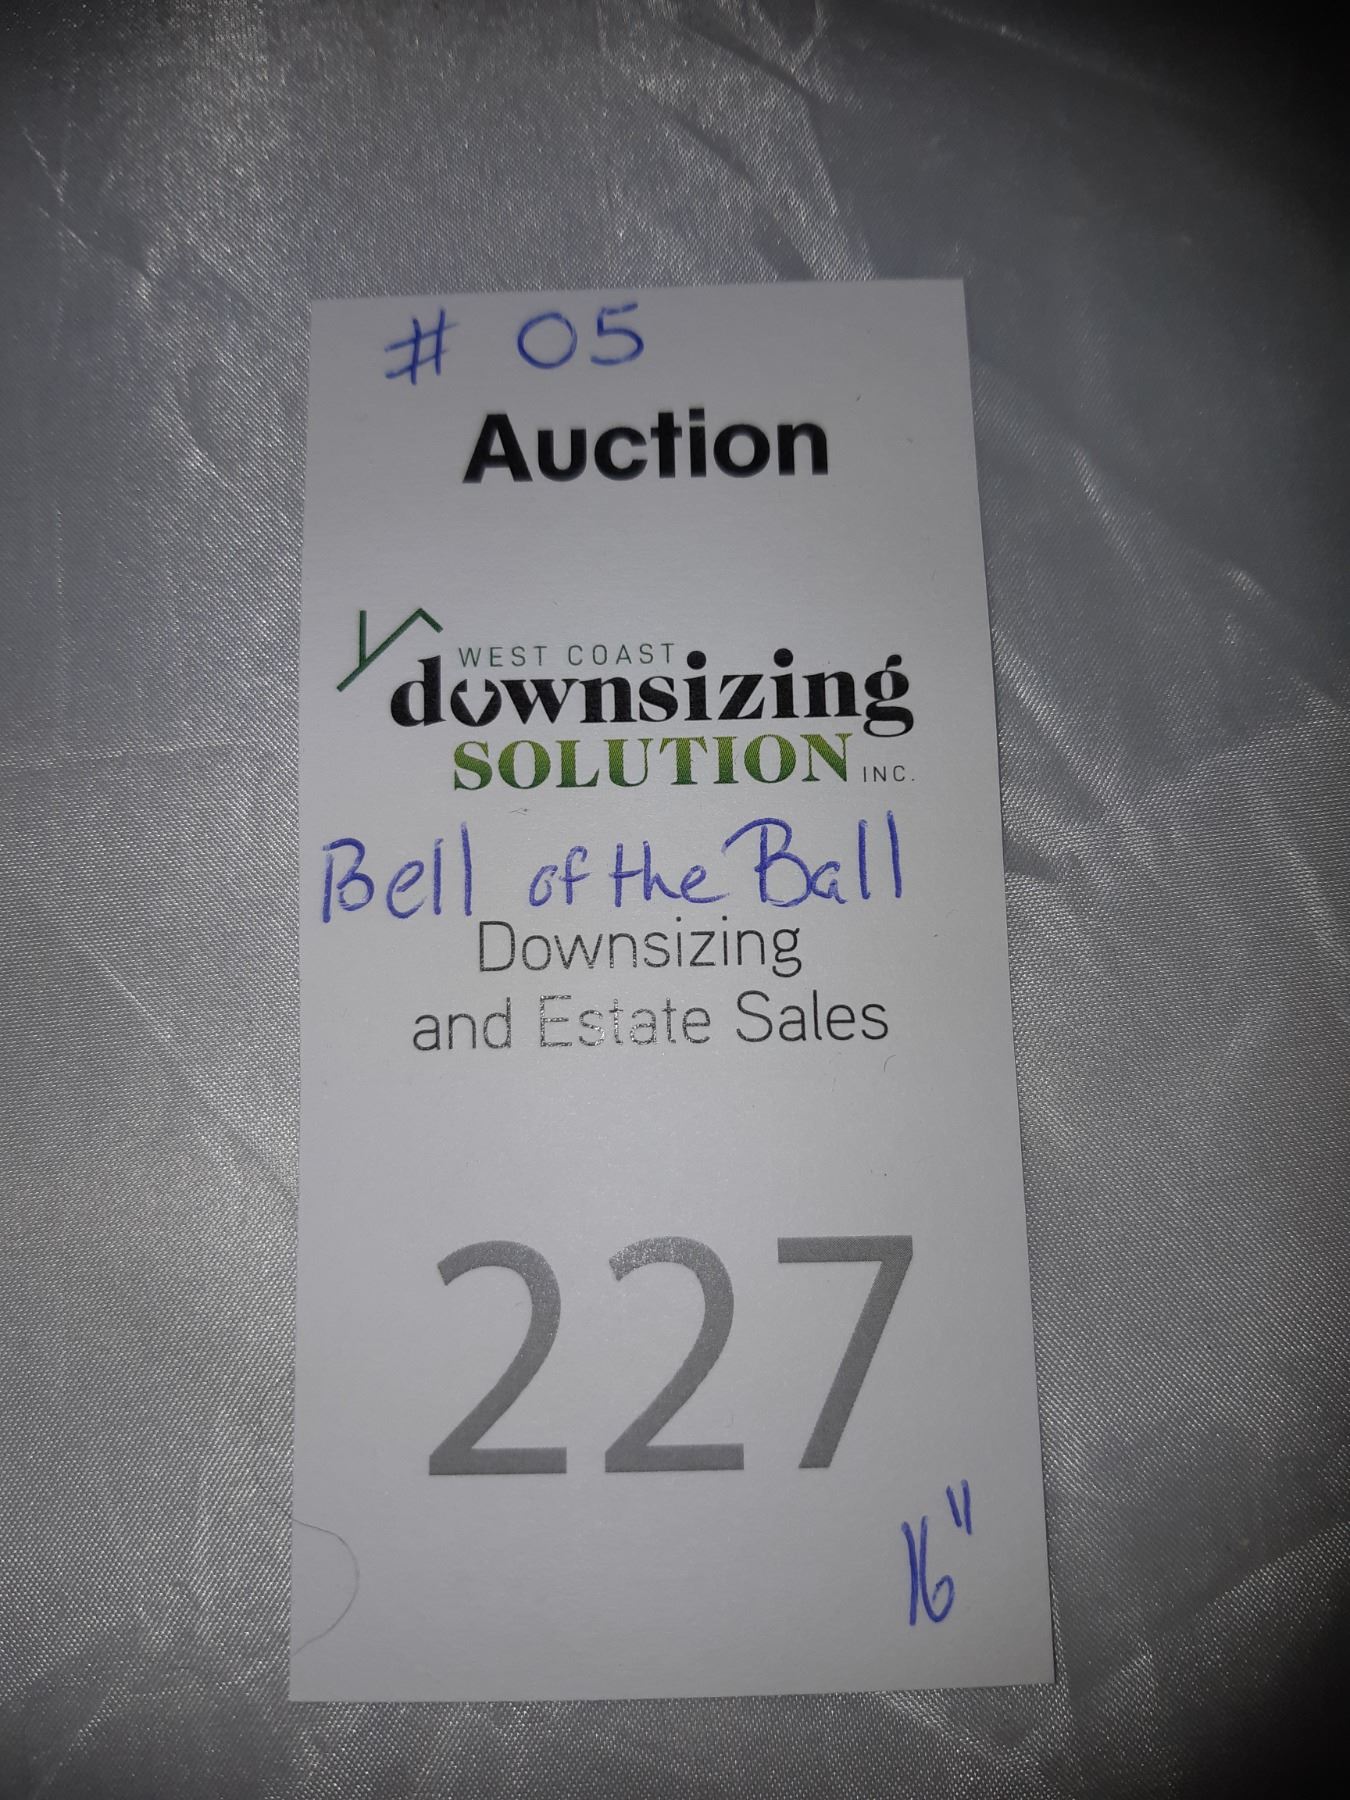 # 05
Auction
WEST COAST
downsizing
SOLUTION INC.
Bell of the Ball
Downsizing
and Estate Sales
227
16"